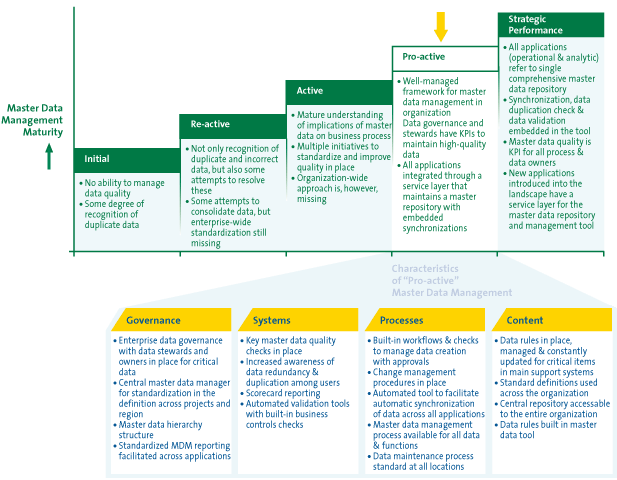 Master Data
Management
Maturity
Initial
• No ability to manage
data quality
• Some degree of
recognition of
duplicate data
Re-active
• Not only recognition of
duplicate and incorrect
data, but also some
attempts to resolve
these
• Some attempts to
consolidate data, but
enterprise-wide
standardization still
missing
Active
• Mature understanding
of implications of master
data on business process
• Multiple initiatives to
standardize and improve
quality in place
• Organization-wide
approach is, however,
missing
Pro-active
• Well-managed
framework for master
data management in
organization
Data governance and
stewards have KPIs to
maintain high-quality
data
• All applications
integrated through a
service layer that
maintains a master
repository with
embedded
synchronizations
Strategic
Performance
• All applications
(operational & analytic)
refer to single
comprehensive master
data repository
• Synchronization, data
duplication check &
data validation
embedded in the tool
• Master data quality is
KPI for all process &
data owners
• New applications
introduced into the
landscape have a
service layer for the
master data repository
and management tool
Characteristics
of "Pro-active"
Master Data Management
Governance
• Enterprise data governance
with data stewards and
owners in place for critical
data
• Central master data manager
for standardization in the
definition across projects and
region
• Master data hierarchy
structure
• Standardized MDM reporting
facilitated across applications
Systems
• Key master data quality
checks in place
• Increased awareness of
data redundancy &
duplication among users
• Scorecard reporting
• Automated validation tools
with built-in business
controls checks
Processes
• Built-in workflows & checks
to manage data creation
with approvals
• Change management
procedures in place
• Automated tool to facilitate
automatic synchronization
of data across all applications
• Master data management
process available for all data
& functions
• Data maintenance process
standard at all locations
Content
• Data rules in place,
managed & constantly
updated for critical items
in main support systems
• Standard definitions used
across the organization
• Central repository accessable
to the entire organization
• Data rules built in master
data tool